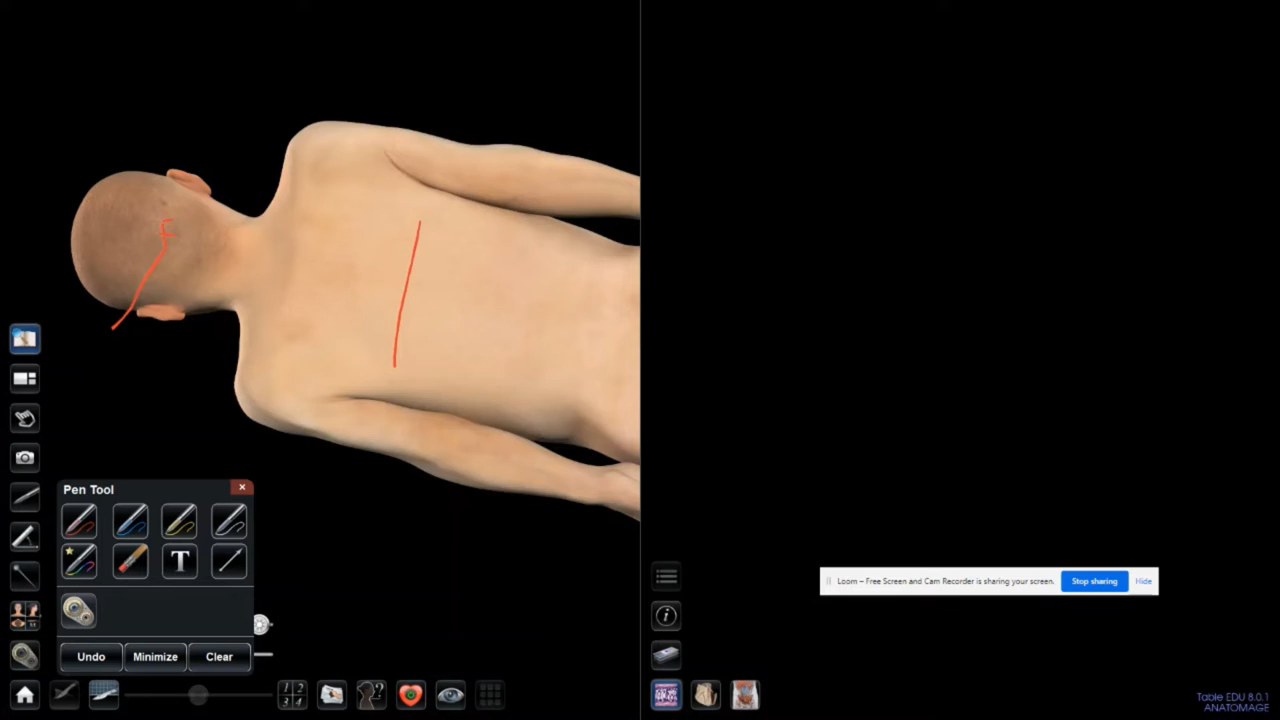 Pen Tool
T
Undo Minimize Clear
1 2
3 4
??
i
Loom – Free Screen and Cam Recorder is sharing your screen. Stop sharing Hide
Table EDU 8.0.1
ANATOMAGE